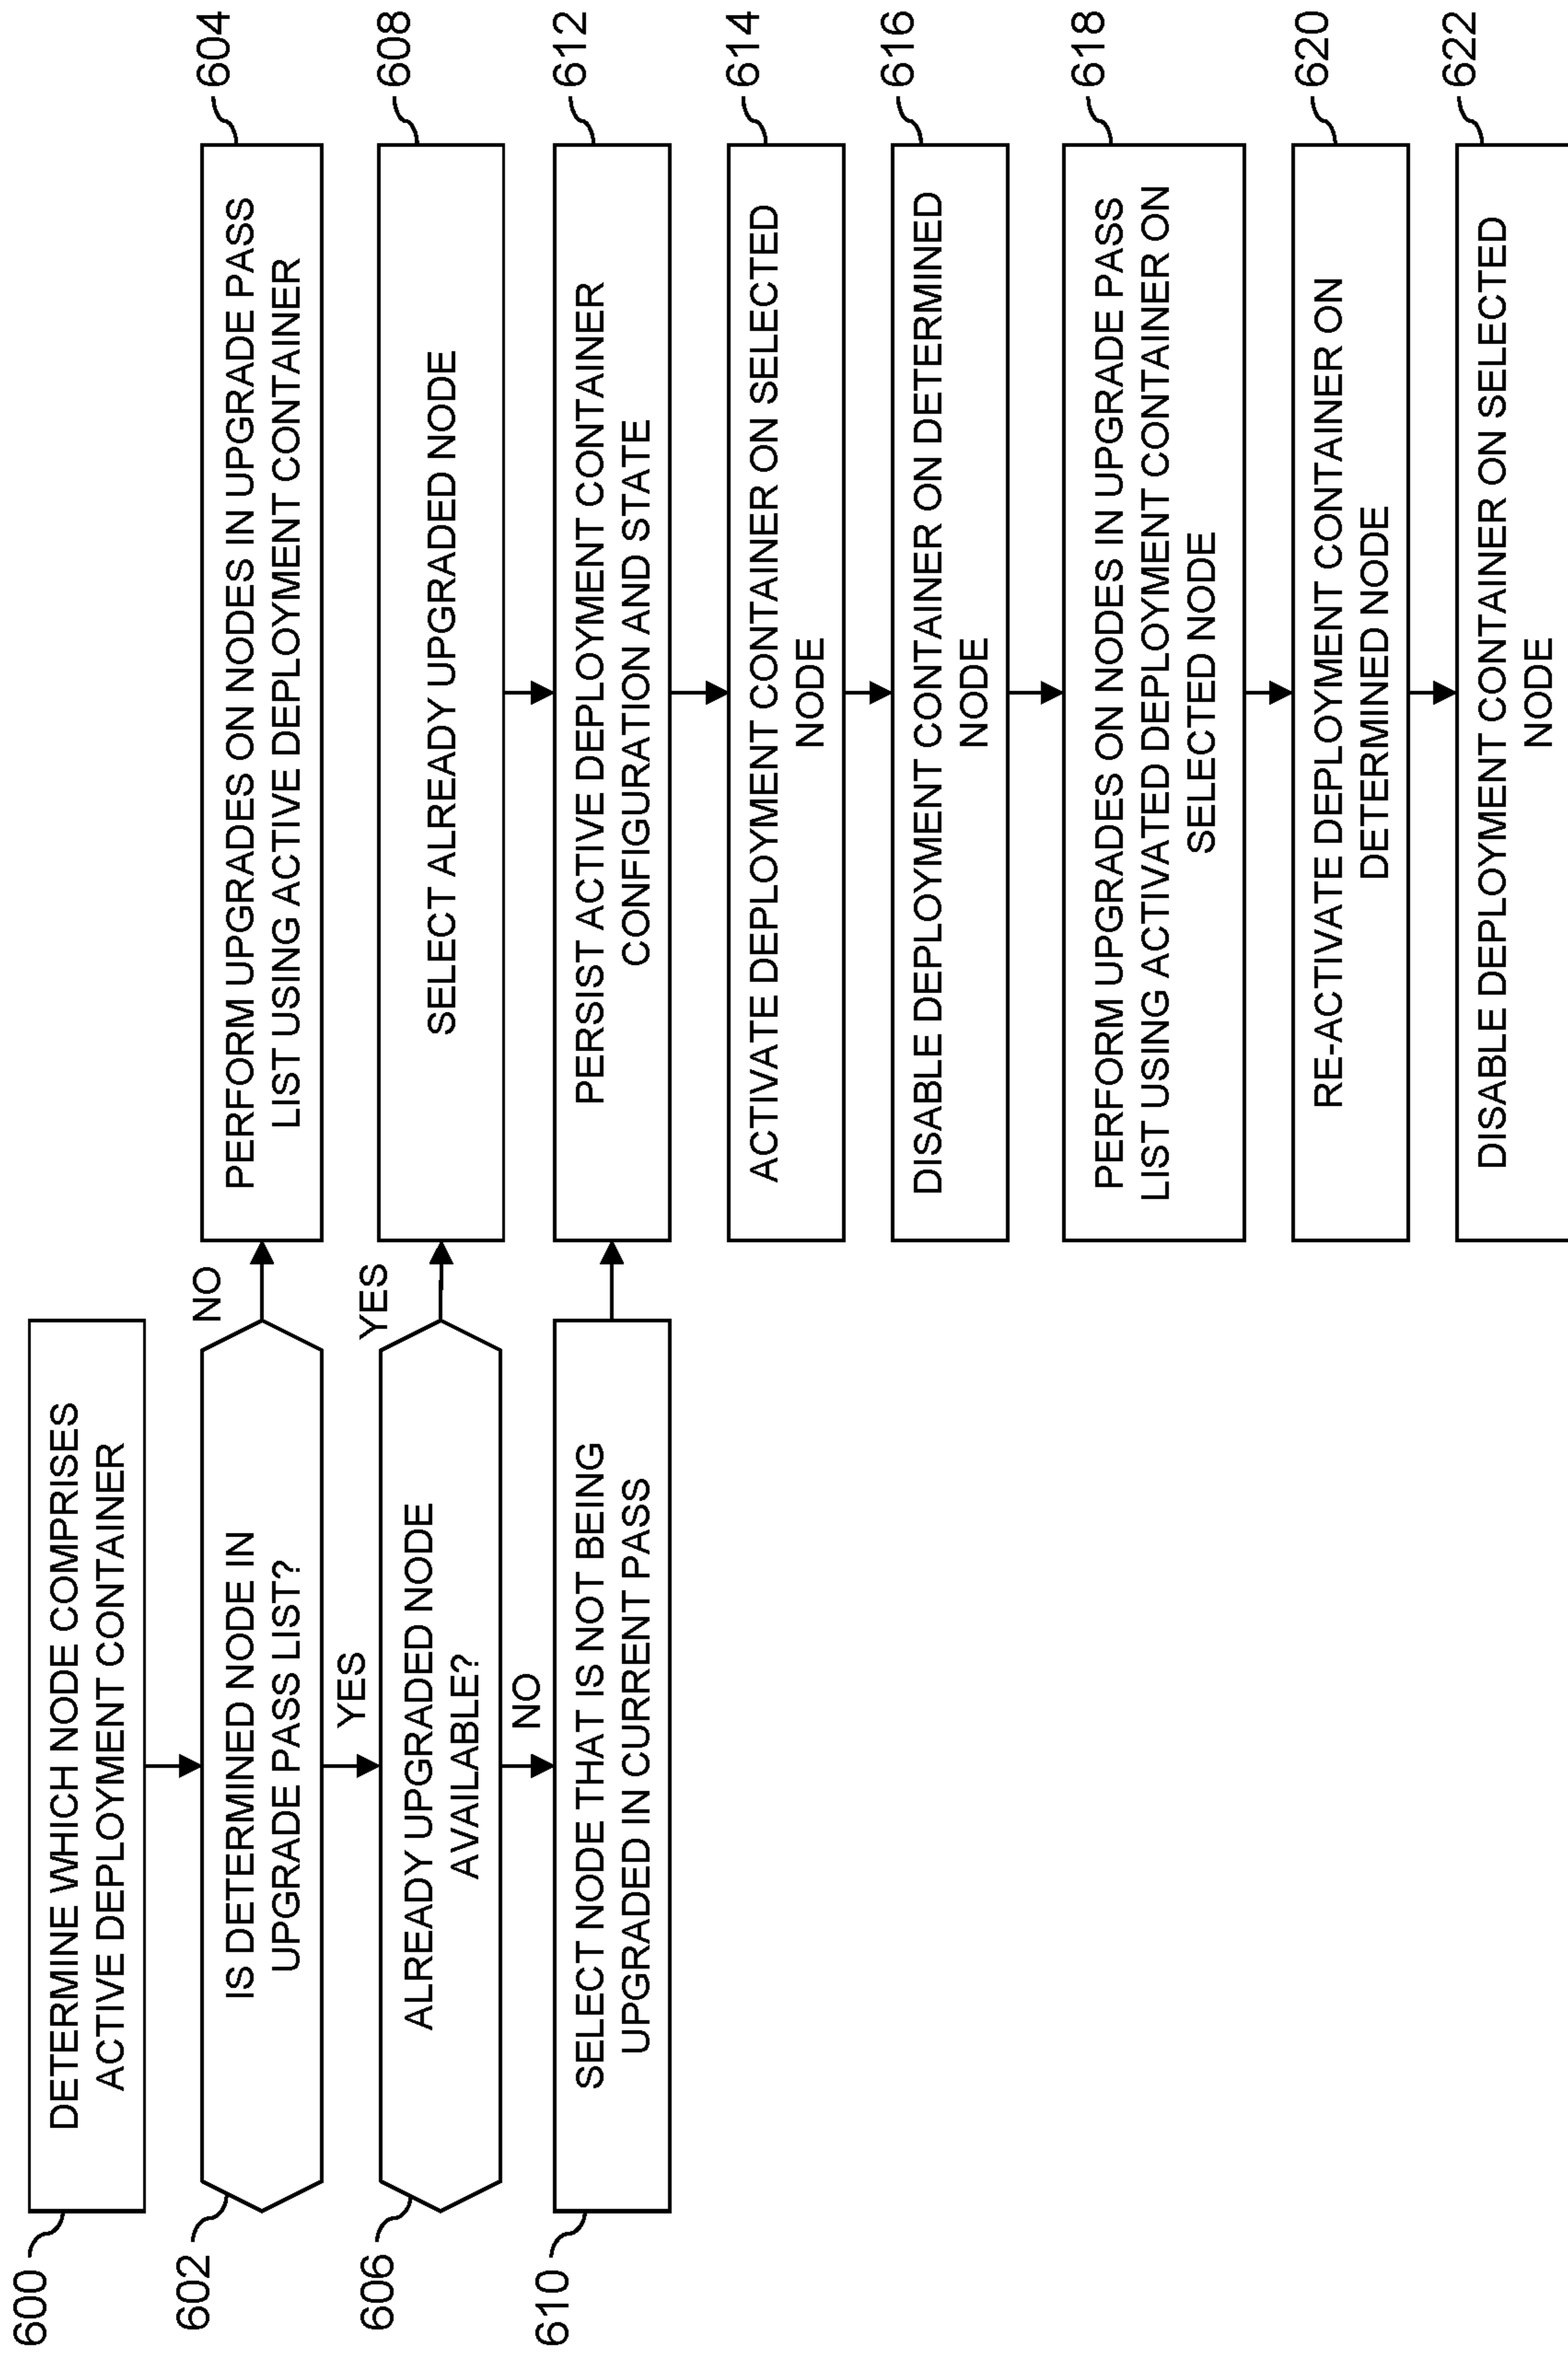 600
DETERMINE WHICH NODE COMPRISES
ACTIVE DEPLOYMENT CONTAINER
602
IS DETERMINED NODE IN
UPGRADE PASS LIST?
NO
604
PERFORM UPGRADES ON NODES IN UPGRADE PASS
LIST USING ACTIVE DEPLOYMENT CONTAINER
YES
606
ALREADY UPGRADED NODE
AVAILABLE?
YES
608
SELECT ALREADY UPGRADED NODE
NO
610
SELECT NODE THAT IS NOT BEING
UPGRADED IN CURRENT PASS
612
PERSIST ACTIVE DEPLOYMENT CONTAINER
CONFIGURATION AND STATE
614
ACTIVATE DEPLOYMENT CONTAINER ON SELECTED
NODE
616
DISABLE DEPLOYMENT CONTAINER ON DETERMINED
NODE
618
PERFORM UPGRADES ON NODES IN UPGRADE PASS
LIST USING ACTIVATED DEPLOYMENT CONTAINER ON
SELECTED NODE
620
RE-ACTIVATE DEPLOYMENT CONTAINER ON
DETERMINED NODE
622
DISABLE DEPLOYMENT CONTAINER ON SELECTED
NODE